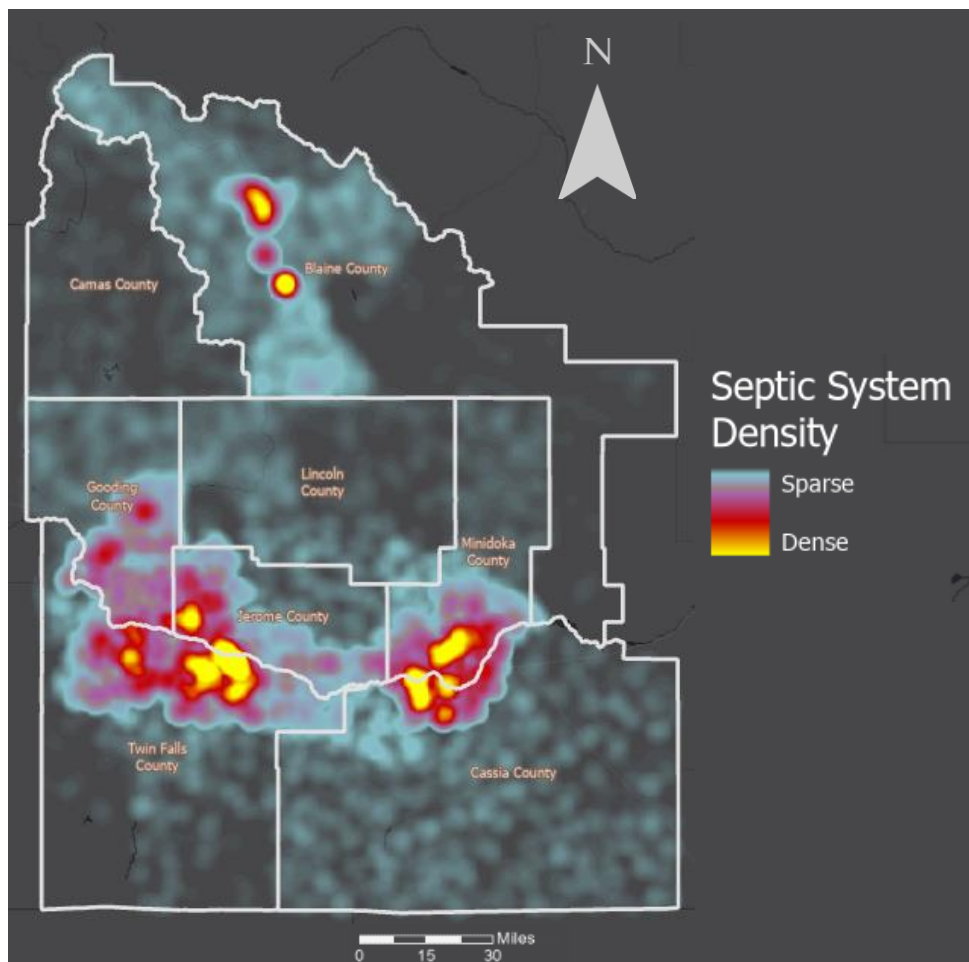 N
Blaine County
Camas County
Septic System
Density
Sparse
Dense
Lincoln
County
Gooding
County
Minidoka
County
Jerome County
Twin Falls
County
Cassia County
Miles
0 15 30